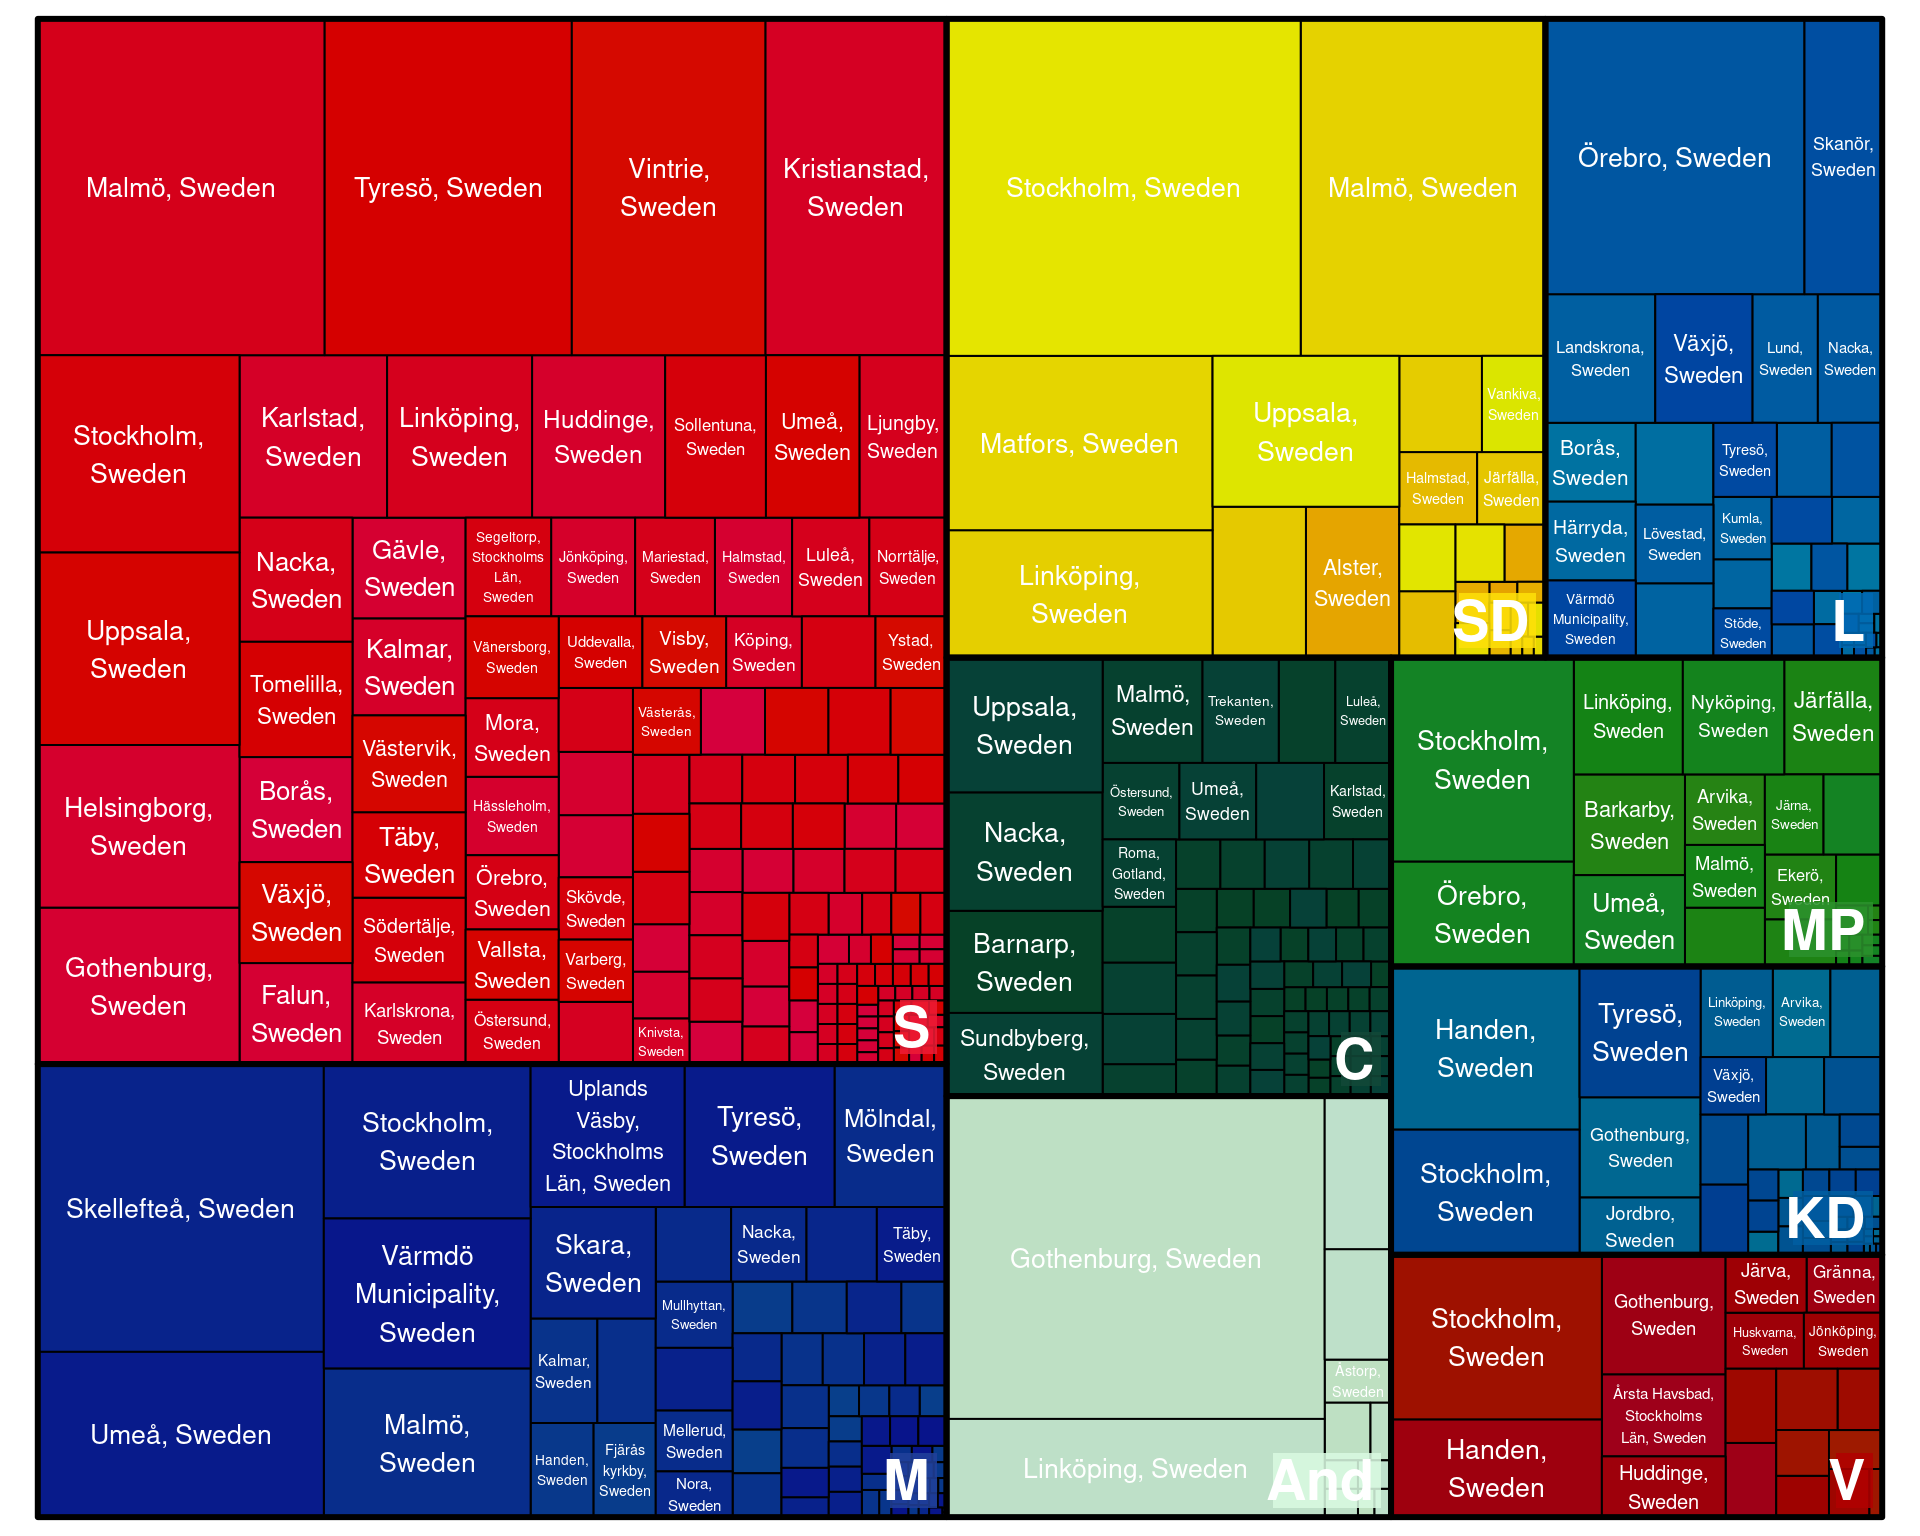 Malmö, Sweden
Tyresö, Sweden
Vintrie,
Sweden
Kristianstad,
Sweden
Stockholm,
Sweden
Uppsala,
Sweden
Helsingborg,
Sweden
Gothenburg,
Sweden
Karlstad,
Sweden
Linköping,
Sweden
Huddinge,
Sweden
Sollentuna,
Sweden
Umeå,
Sweden
Ljungby,
Sweden
Nacka,
Sweden
Tomelilla,
Sweden
Borås,
Sweden
Växjö,
Sweden
Falun,
Sweden
Gävle,
Sweden
Kalmar,
Sweden
Västervik,
Sweden
Täby,
Sweden
Södertälje,
Sweden
Karlskrona,
Sweden
Segeltorp,
Stockholms
Län,
Sweden
Jönköping,
Sweden
Mariestad,
Sweden
Halmstad,
Sweden
Luleå,
Sweden
Norrtälje,
Sweden
Vänersborg,
Sweden
Mora,
Sweden
Hässleholm,
Sweden
Örebro,
Sweden
Vallsta,
Sweden
Östersund,
Sweden
Uddevalla,
Sweden
Visby,
Sweden
Köping,
Sweden
Ystad,
Sweden
Västerås,
Sweden
Skövde,
Sweden
Varberg,
Sweden
Knivsta,
Sweden
S
Skellefteå, Sweden
Umeå, Sweden
Stockholm,
Sweden
Värmdö
Municipality,
Sweden
Malmö,
Sweden
Uplands
Väsby,
Stockholms
Län, Sweden
Tyresö,
Sweden
Mölndal,
Sweden
Skara,
Sweden
Nacka,
Sweden
Täby,
Sweden
Mullhyttan,
Sweden
Kalmar,
Sweden
Handen,
Sweden
Fjärås
kyrkby,
Sweden
Mellerud,
Sweden
Nora,
Sweden
M
Stockholm, Sweden
Malmö, Sweden
Matfors, Sweden
Linköping,
Sweden
Uppsala,
Sweden
Alster,
Sweden
Vankiva,
Sweden
Halmstad,
Sweden
Järfälla,
Sweden
SD
Örebro, Sweden
Skanör,
Sweden
Landskrona,
Sweden
Växjö,
Sweden
Lund,
Sweden
Nacka,
Sweden
Borås,
Sweden
Härryda,
Sweden
Värmdö
Municipality,
Sweden
Lövestad,
Sweden
Tyresö,
Sweden
Kumla,
Sweden
Stöde,
Sweden
L
Uppsala,
Sweden
Nacka,
Sweden
Barnarp,
Sweden
Sundbyberg,
Sweden
Malmö,
Sweden
Trekanten,
Sweden
Luleå,
Sweden
Östersund,
Sweden
Umeå,
Sweden
Karlstad,
Sweden
Roma,
Gotland,
Sweden
C
Gothenburg, Sweden
Linköping, Sweden
Åstorp,
Sweden
And
Stockholm,
Sweden
Örebro,
Sweden
Linköping,
Sweden
Nyköping,
Sweden
Järfälla,
Sweden
Barkarby,
Sweden
Umeå,
Sweden
Arvika,
Sweden
Malmö,
Sweden
Järna,
Sweden
Ekerö,
Sweden
MP
Handen,
Sweden
Stockholm,
Sweden
Tyresö,
Sweden
Gothenburg,
Sweden
Jordbro,
Sweden
Linköping,
Sweden
Arvika,
Sweden
Växjö,
Sweden
KD
Stockholm,
Sweden
Handen,
Sweden
Gothenburg,
Sweden
Årsta Havsbad,
Stockholms
Län, Sweden
Huddinge,
Sweden
Järva,
Sweden
Gränna,
Sweden
Huskvarna,
Sweden
Jönköping,
Sweden
V